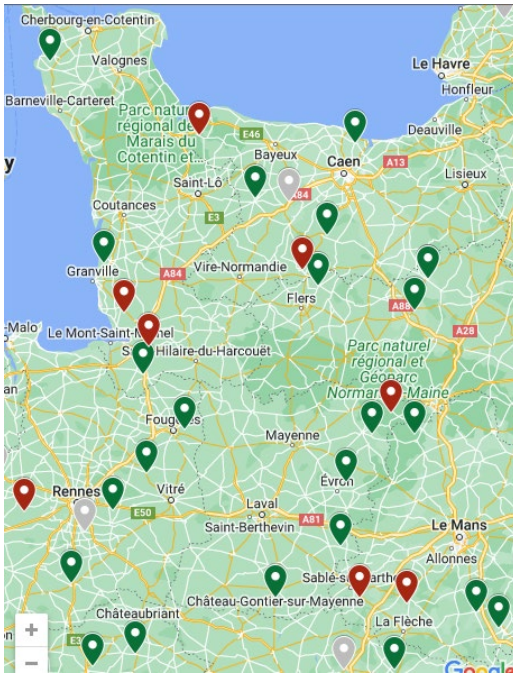 Cherbourg-en-Cotentin
Valognes
Le Havre
Honfleur
Barneville-Carteret
Parc naturel
régional des
Marais du
Cotentin et...
E46
Deauville
Bayeux
Caen
A13
y
Saint-Lô
A84
Lisieux
Coutances
E3
Granville
A84
Vire-Normandie
Flers
A88
-Malo
Le Mont-Saint-Michel
A28
Hilaire-du-Harcouët
Parc naturel
régional et
Géoparc
Normandie-Maine
an
Fougères
Mayenne
Évron
Rennes
Vitré
E50
Laval
A81
Saint-Berthevin
Le Mans
Allonnes
Sablé-sur-Sarthe
Château-Gontier-sur-Mayenne
Châteaubriant
La Flèche
on
+
−
Google